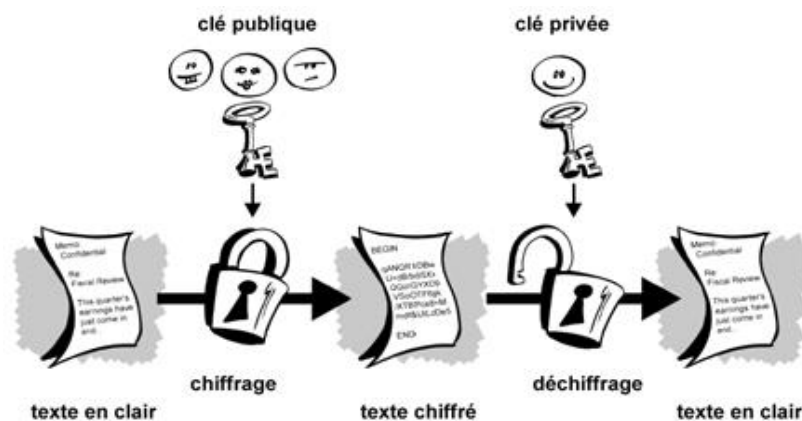 clé publique
clé privée
Memo
Confidential
Re
Fiscal Review
This quarter's
earnings have
just come in
and...
BEGIN
END
Memo
Confidential
Re
Fiscal Review
This quarter's
earnings have
just come in
chiffrage
déchiffrage
texte en clair
texte chiffré
texte en clair